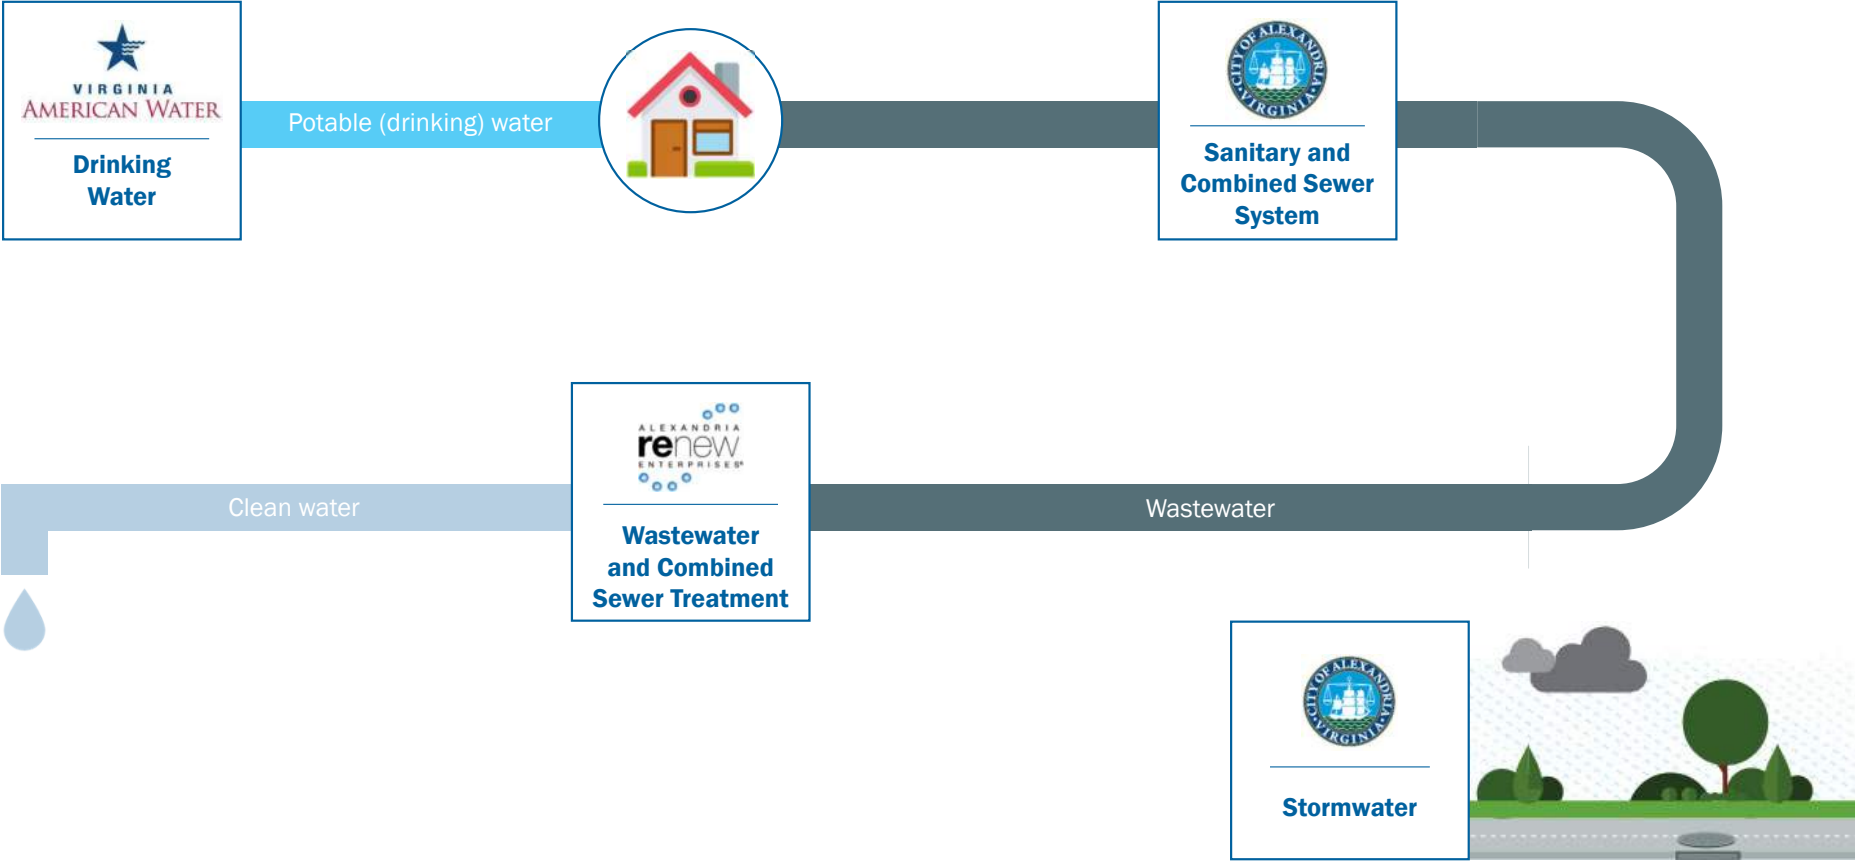 VIRGINIA
AMERICAN WATER
Drinking
Water
Potable (drinking) water
CITY OF ALEXANDRIA
VIRGINIA
Sanitary and
Combined Sewer
System
ALEXANDRIA
renew
ENTERPRISES®
Wastewater
and Combined
Sewer Treatment
Clean water
Wastewater
CITY OF ALEXANDRIA
VIRGINIA
Stormwater